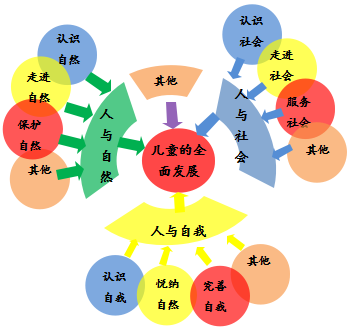 认识
自然
走进
自然
保护
自然
其他
人
与
自
然
其他
儿童的全
面发展
认识
社会
走进
社会
服务
社会
其他
人
与
社
会
人与自我
认识
自我
悦纳
自然
完善
自我
其他